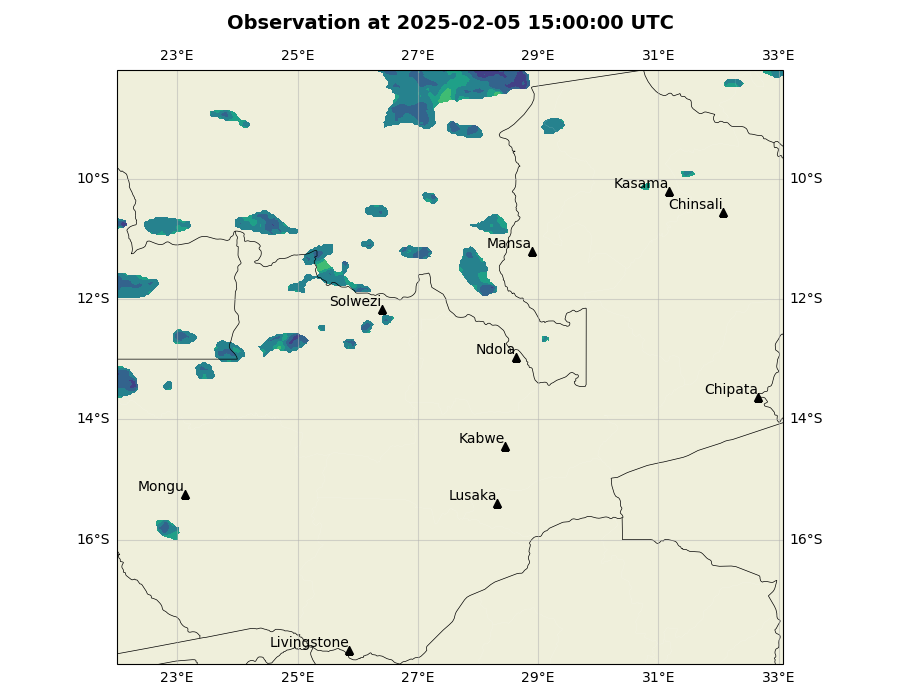 Observation at 2025-02-05 15:00:00 UTC
23°E 25°E 27°E 29°E 31°E 33°E
10°S 10°S
Kasama
Chinsali
Mansa
12°S 12°S
Solwezi
Ndola
Chipata
14°S 14°S
Kabwe
Mongu
Lusaka
16°S 16°S
Livingstone
23°E 25°E 27°E 29°E 31°E 33°E